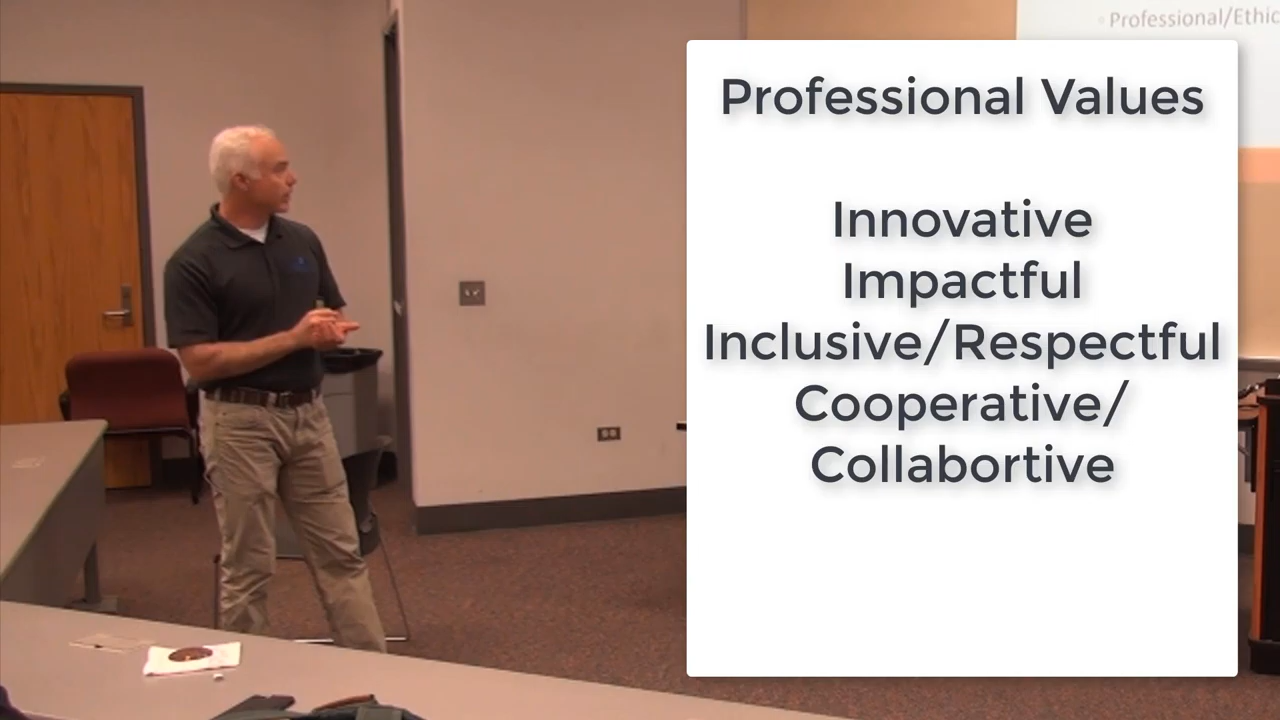 Professional/Ethic
Professional Values
Innovative
Impactful
Inclusive/Respectful
Cooperative/
Collabortive